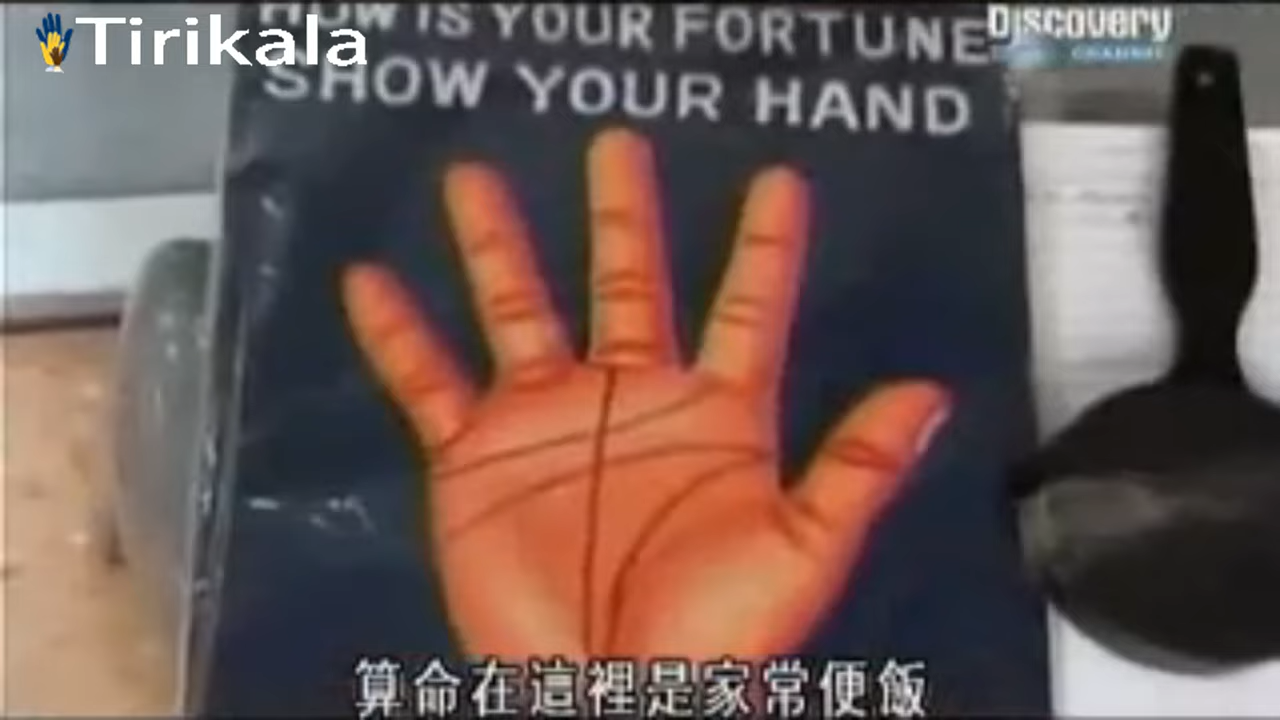 Tirikala
Discovery
CHANNEL
HOW IS YOUR FORTUNE
SHOW YOUR HAND
算命在這裡是家常便飯